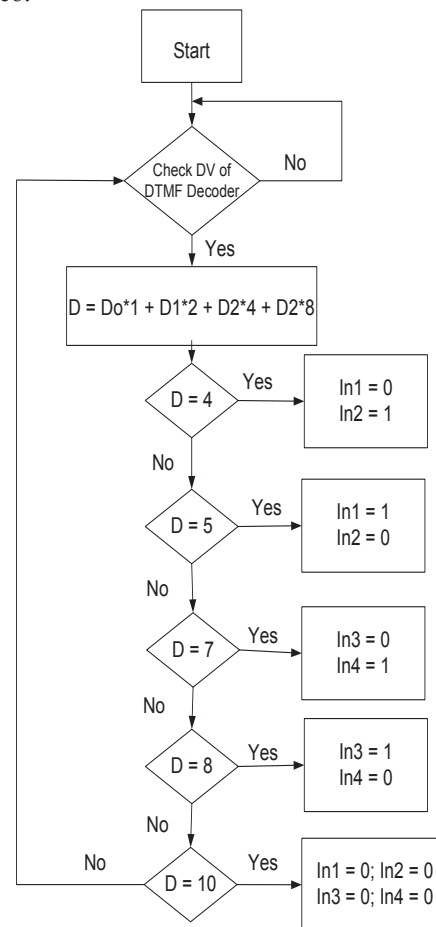 Start
Check DV of
DTMF Decoder
No
Yes
D = Do*1 + D1*2 + D2*4 + D2*8
D = 4
Yes
In1 = 0
In2 = 1
No
D = 5
Yes
In1 = 1
In2 = 0
No
D = 7
Yes
In3 = 0
In4 = 1
No
D = 8
Yes
In3 = 1
In4 = 0
No
No
D = 10
Yes
In1 = 0; In2 = 0
In3 = 0; In4 = 0